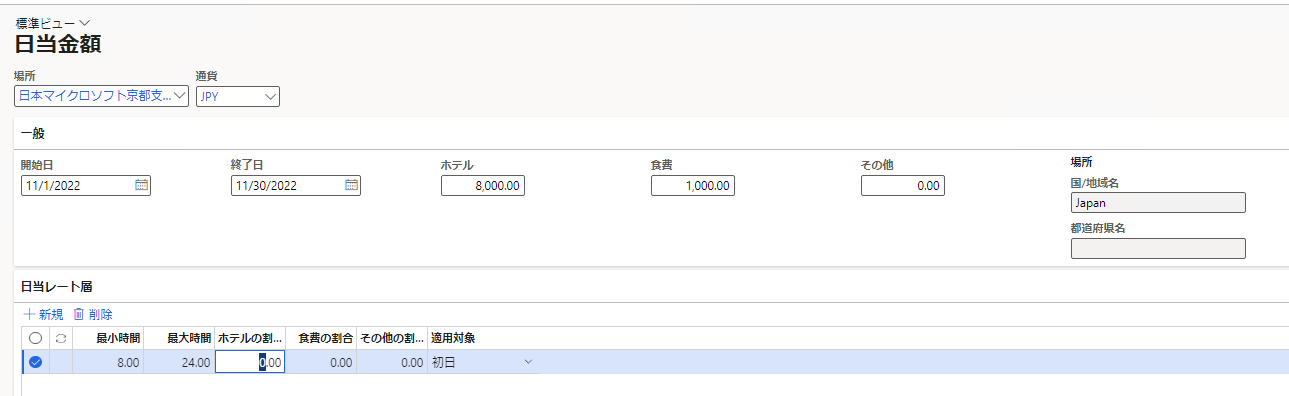 標準ビュー
日当金額
場所 通貨
日本マイクロソフト京都支... JPY
一般
開始日 終了日 ホテル 食費 その他 場所
11/1/2022 11/30/2022 8,000.00 1,000.00 0.00 国/地域名
Japan
都道府県名
日当レート層
新規 削除
最小時間 最大時間 ホテルの割... 食費の割合 その他の割... 適用対象
8.00 24.00 0.00 0.00 0.00 初日